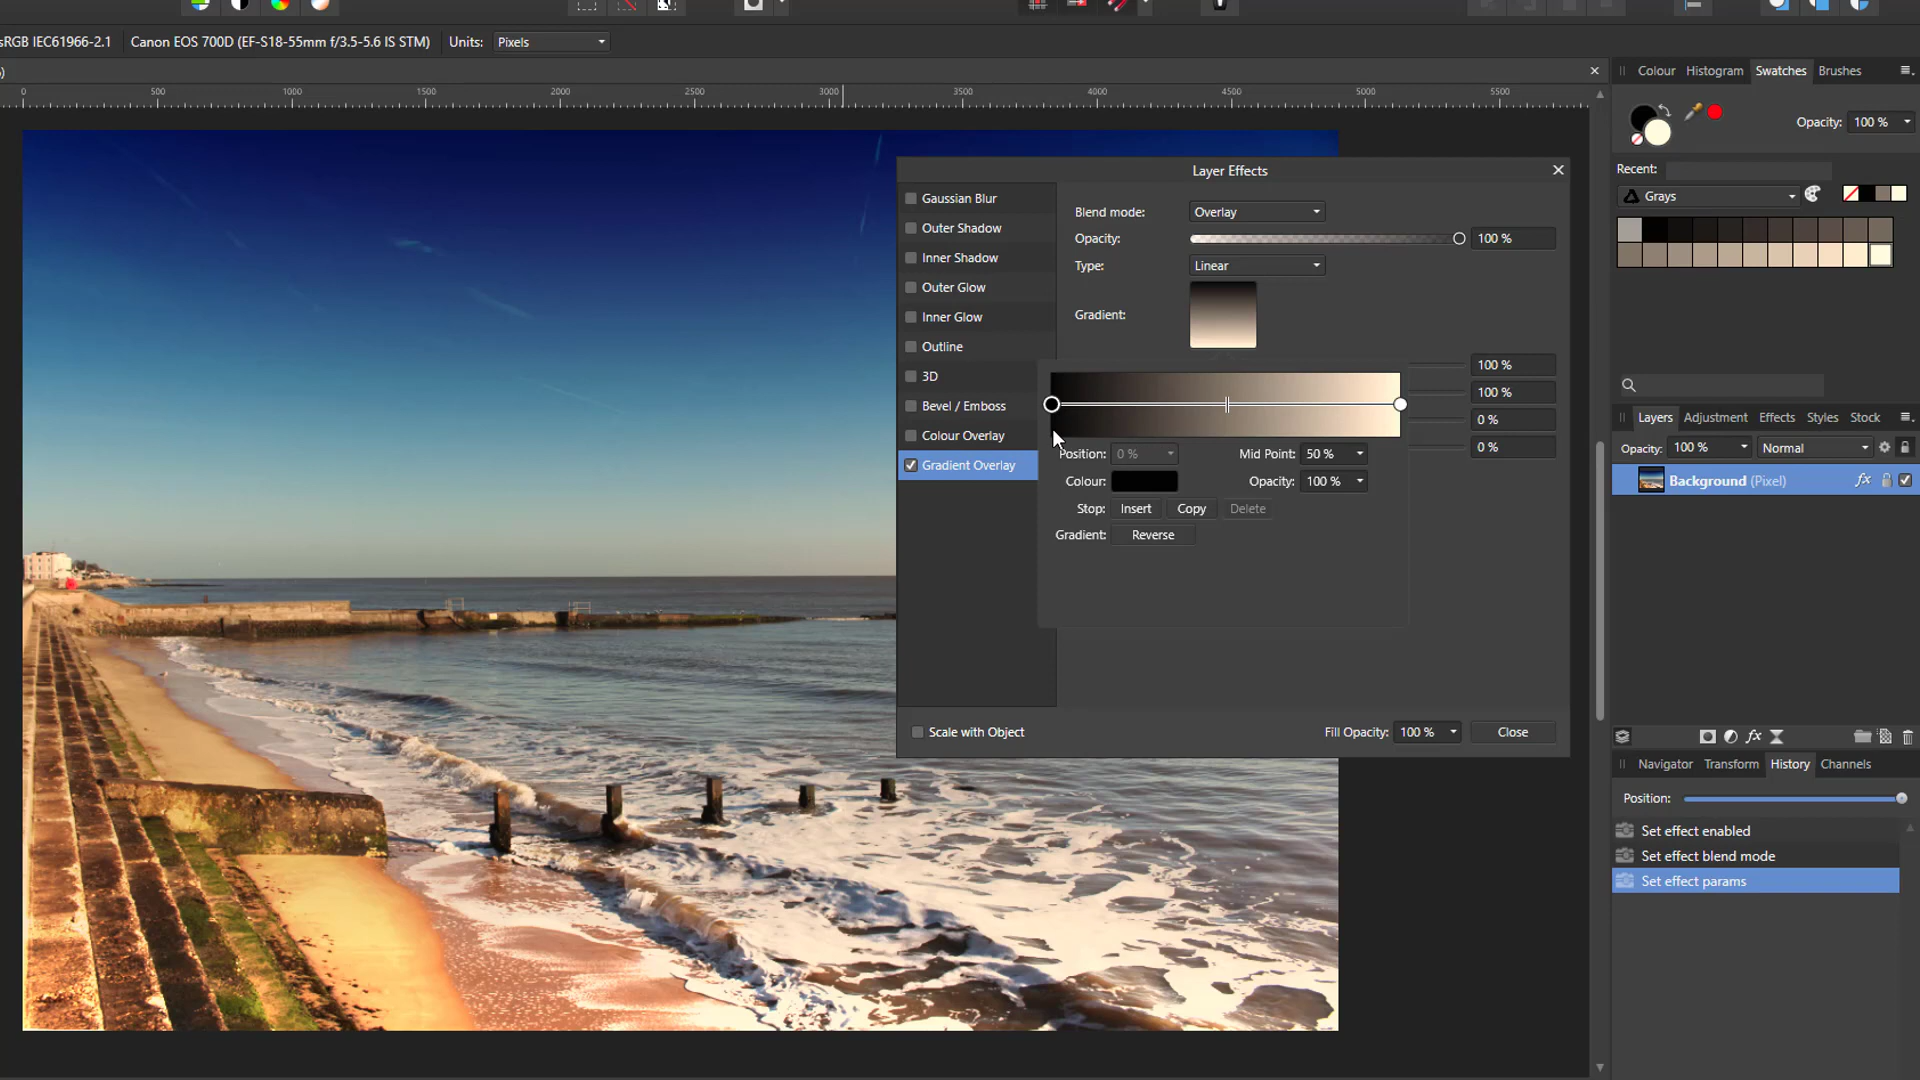 sRGB IEC61966-2.1 Canon EOS 700D (EF-S18-55mm f/3.5-5.6 IS STM) Units: Pixels
)
0 500 1000 1500 2000 2500 3000 3500 4000 4500 5000 5500
Layer Effects
Gaussian Blur
Outer Shadow
Inner Shadow
Outer Glow
Inner Glow
Outline
3D
Bevel / Emboss
Colour Overlay
Gradient Overlay
Blend mode: Overlay
Opacity: 100 %
Type: Linear
Gradient:
100 %
100 %
0 %
0 %
Position: 0 % Mid Point: 50 %
Colour: Opacity: 100 %
Stop: Insert Copy Delete
Gradient: Reverse
Scale with Object Fill Opacity: 100 % Close
Colour Histogram Swatches Brushes
Opacity: 100 %
Recent:
Grays
Layers Adjustment Effects Styles Stock
Opacity: 100 % Normal
Background (Pixel) fx
fx
Navigator Transform History Channels
Position:
Set effect enabled
Set effect blend mode
Set effect params